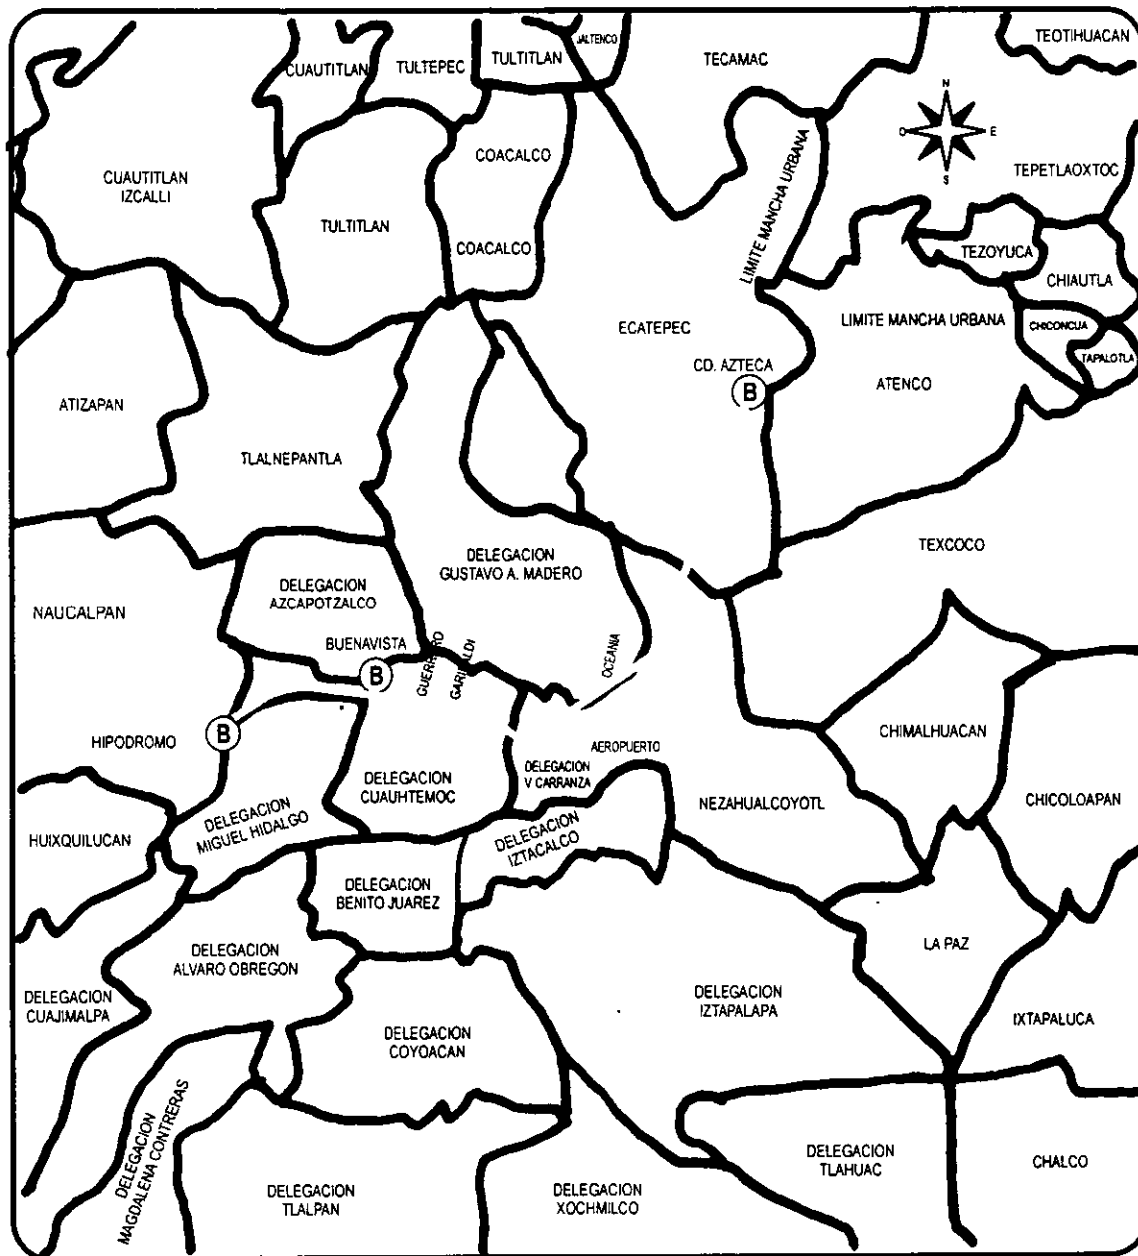 TEOTIHUACAN
JALTENCO
CUAUTITLAN
TULTEPEC
TULTITLAN
TECAMAC
N
O
E
S
COACALCO
TEPETLAOXTOC
CUAUTITLAN
IZCALLI
LIMITE MANCHA URBANA
TULTITLAN
COACALCO
TEZOYUCA
CHIAUTLA
ECATEPEC
LIMITE MANCHA URBANA
CHICONCUA
TAPALOTLA
CD. AZTECA
B
ATENCO
ATIZAPAN
TLALNEPANTLA
TEXCOCO
DELEGACION
GUSTAVO A. MADERO
DELEGACION
AZCAPOTZALCO
NAUCALPAN
BUENAVISTA
B
GUERRERO
GARIBALDI
OCEANIA
B
HIPODROMO
CHIMALHUACAN
AEROPUERTO
DELEGACION
V CARRANZA
DELEGACION
CUAUHTEMOC
NEZAHUALCOYOTL
CHICOLOAPAN
DELEGACION
MIGUEL HIDALGO
HUIXQUILUCAN
DELEGACION
IZTACALCO
DELEGACION
BENITO JUAREZ
LA PAZ
DELEGACION
ALVARO OBREGON
DELEGACION
CUAJIMALPA
DELEGACION
IZTAPALAPA
IXTAPALUCA
DELEGACION
COYOACAN
DELEGACION
MAGDALENA CONTRERAS
DELEGACION
TLAHUAC
CHALCO
DELEGACION
TLALPAN
DELEGACION
XOCHMILCO